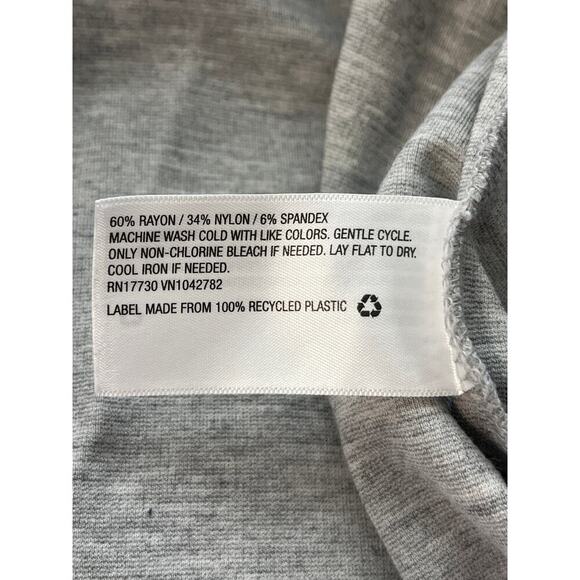 60% RAYON / 34% NYLON / 6% SPANDEX
MACHINE WASH COLD WITH LIKE COLORS. GENTLE CYCLE.
ONLY NON-CHLORINE BLEACH IF NEEDED. LAY FLAT TO DRY.
COOL IRON IF NEEDED.
RN17730 VN1042782
LABEL MADE FROM 100% RECYCLED PLASTIC